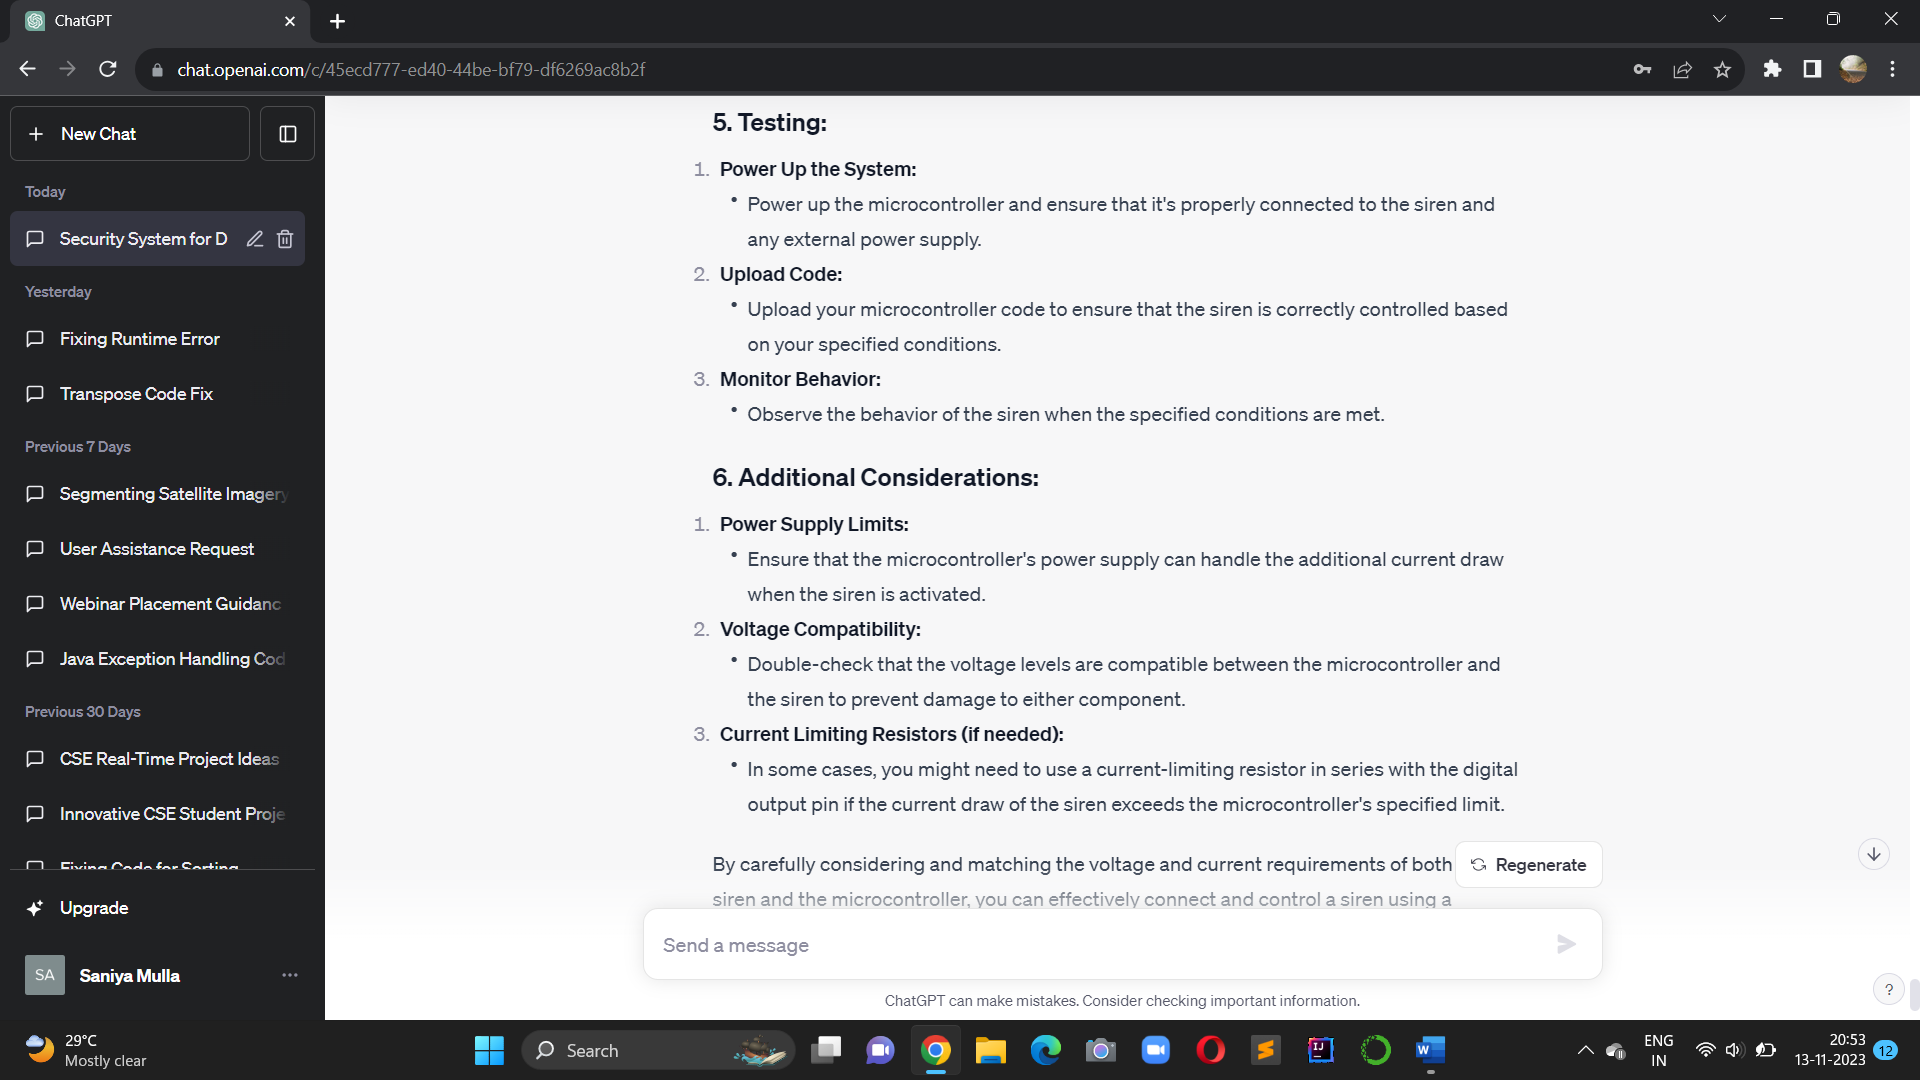 ChatGPT
chat.openai.com/c/45ecd777-ed40-44be-bf79-df6269ac8b2f
New Chat
Today
Security System for D
Yesterday
Fixing Runtime Error
Transpose Code Fix
Previous 7 Days
Segmenting Satellite Imagery
User Assistance Request
Webinar Placement Guidanc
Java Exception Handling Cod
Previous 30 Days
CSE Real-Time Project Ideas
Innovative CSE Student Proje
Fixing Code for Sorting
Upgrade
SA
Saniya Mulla
5. Testing:
1. Power Up the System:
• Power up the microcontroller and ensure that it's properly connected to the siren and
any external power supply.
2. Upload Code:
• Upload your microcontroller code to ensure that the siren is correctly controlled based
on your specified conditions.
3. Monitor Behavior:
• Observe the behavior of the siren when the specified conditions are met.
6. Additional Considerations:
1. Power Supply Limits:
• Ensure that the microcontroller's power supply can handle the additional current draw
when the siren is activated.
2. Voltage Compatibility:
• Double-check that the voltage levels are compatible between the microcontroller and
the siren to prevent damage to either component.
3. Current Limiting Resistors (if needed):
• In some cases, you might need to use a current-limiting resistor in series with the digital
output pin if the current draw of the siren exceeds the microcontroller's specified limit.
By carefully considering and matching the voltage and current requirements of both
Regenerate
siren and the microcontroller, you can effectively connect and control a siren using a
Send a message
ChatGPT can make mistakes. Consider checking important information.
?
29°C
Mostly clear
Search
IJ
W
ENG
IN
20:53
13-11-2023
12